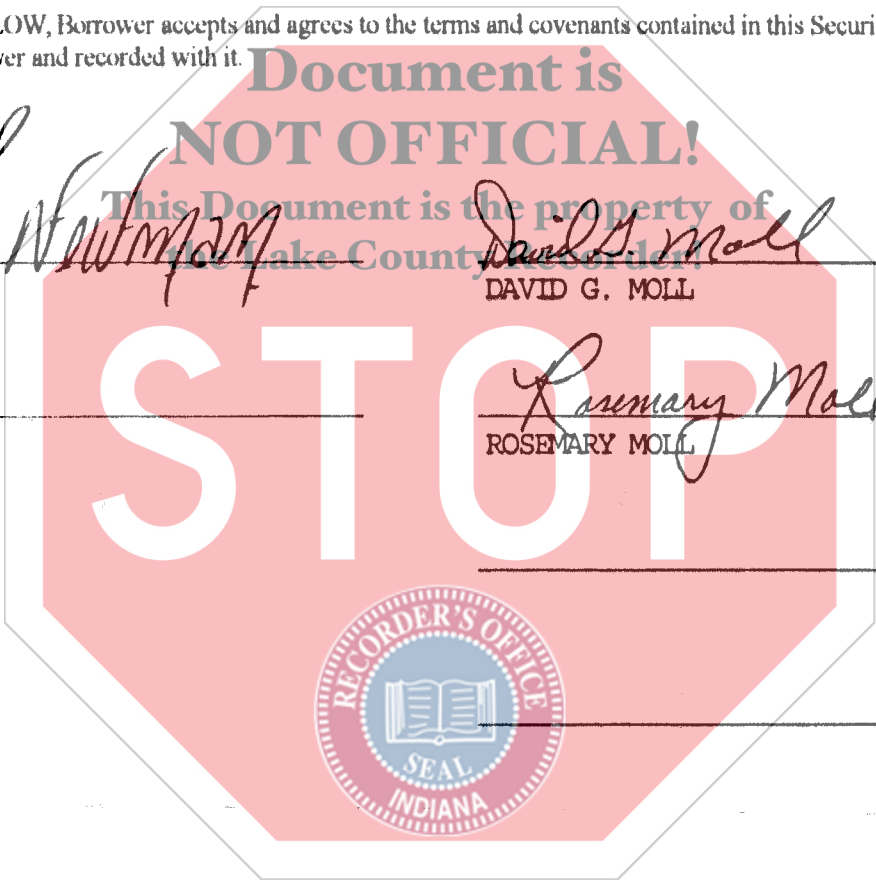 LOW, Borrower accepts and agrees to the terms and covenants contained in this Securi
ver and recorded with it.
Document is
NOT OFFICIAL!
This Document is the property of
the Lake County Recorder!
Newman
David G. Moll
DAVID G. MOLL
Rosemary Moll
ROSEMARY MOLL
STOP
RECORDER'S OFFICE
SEAL
INDIANA